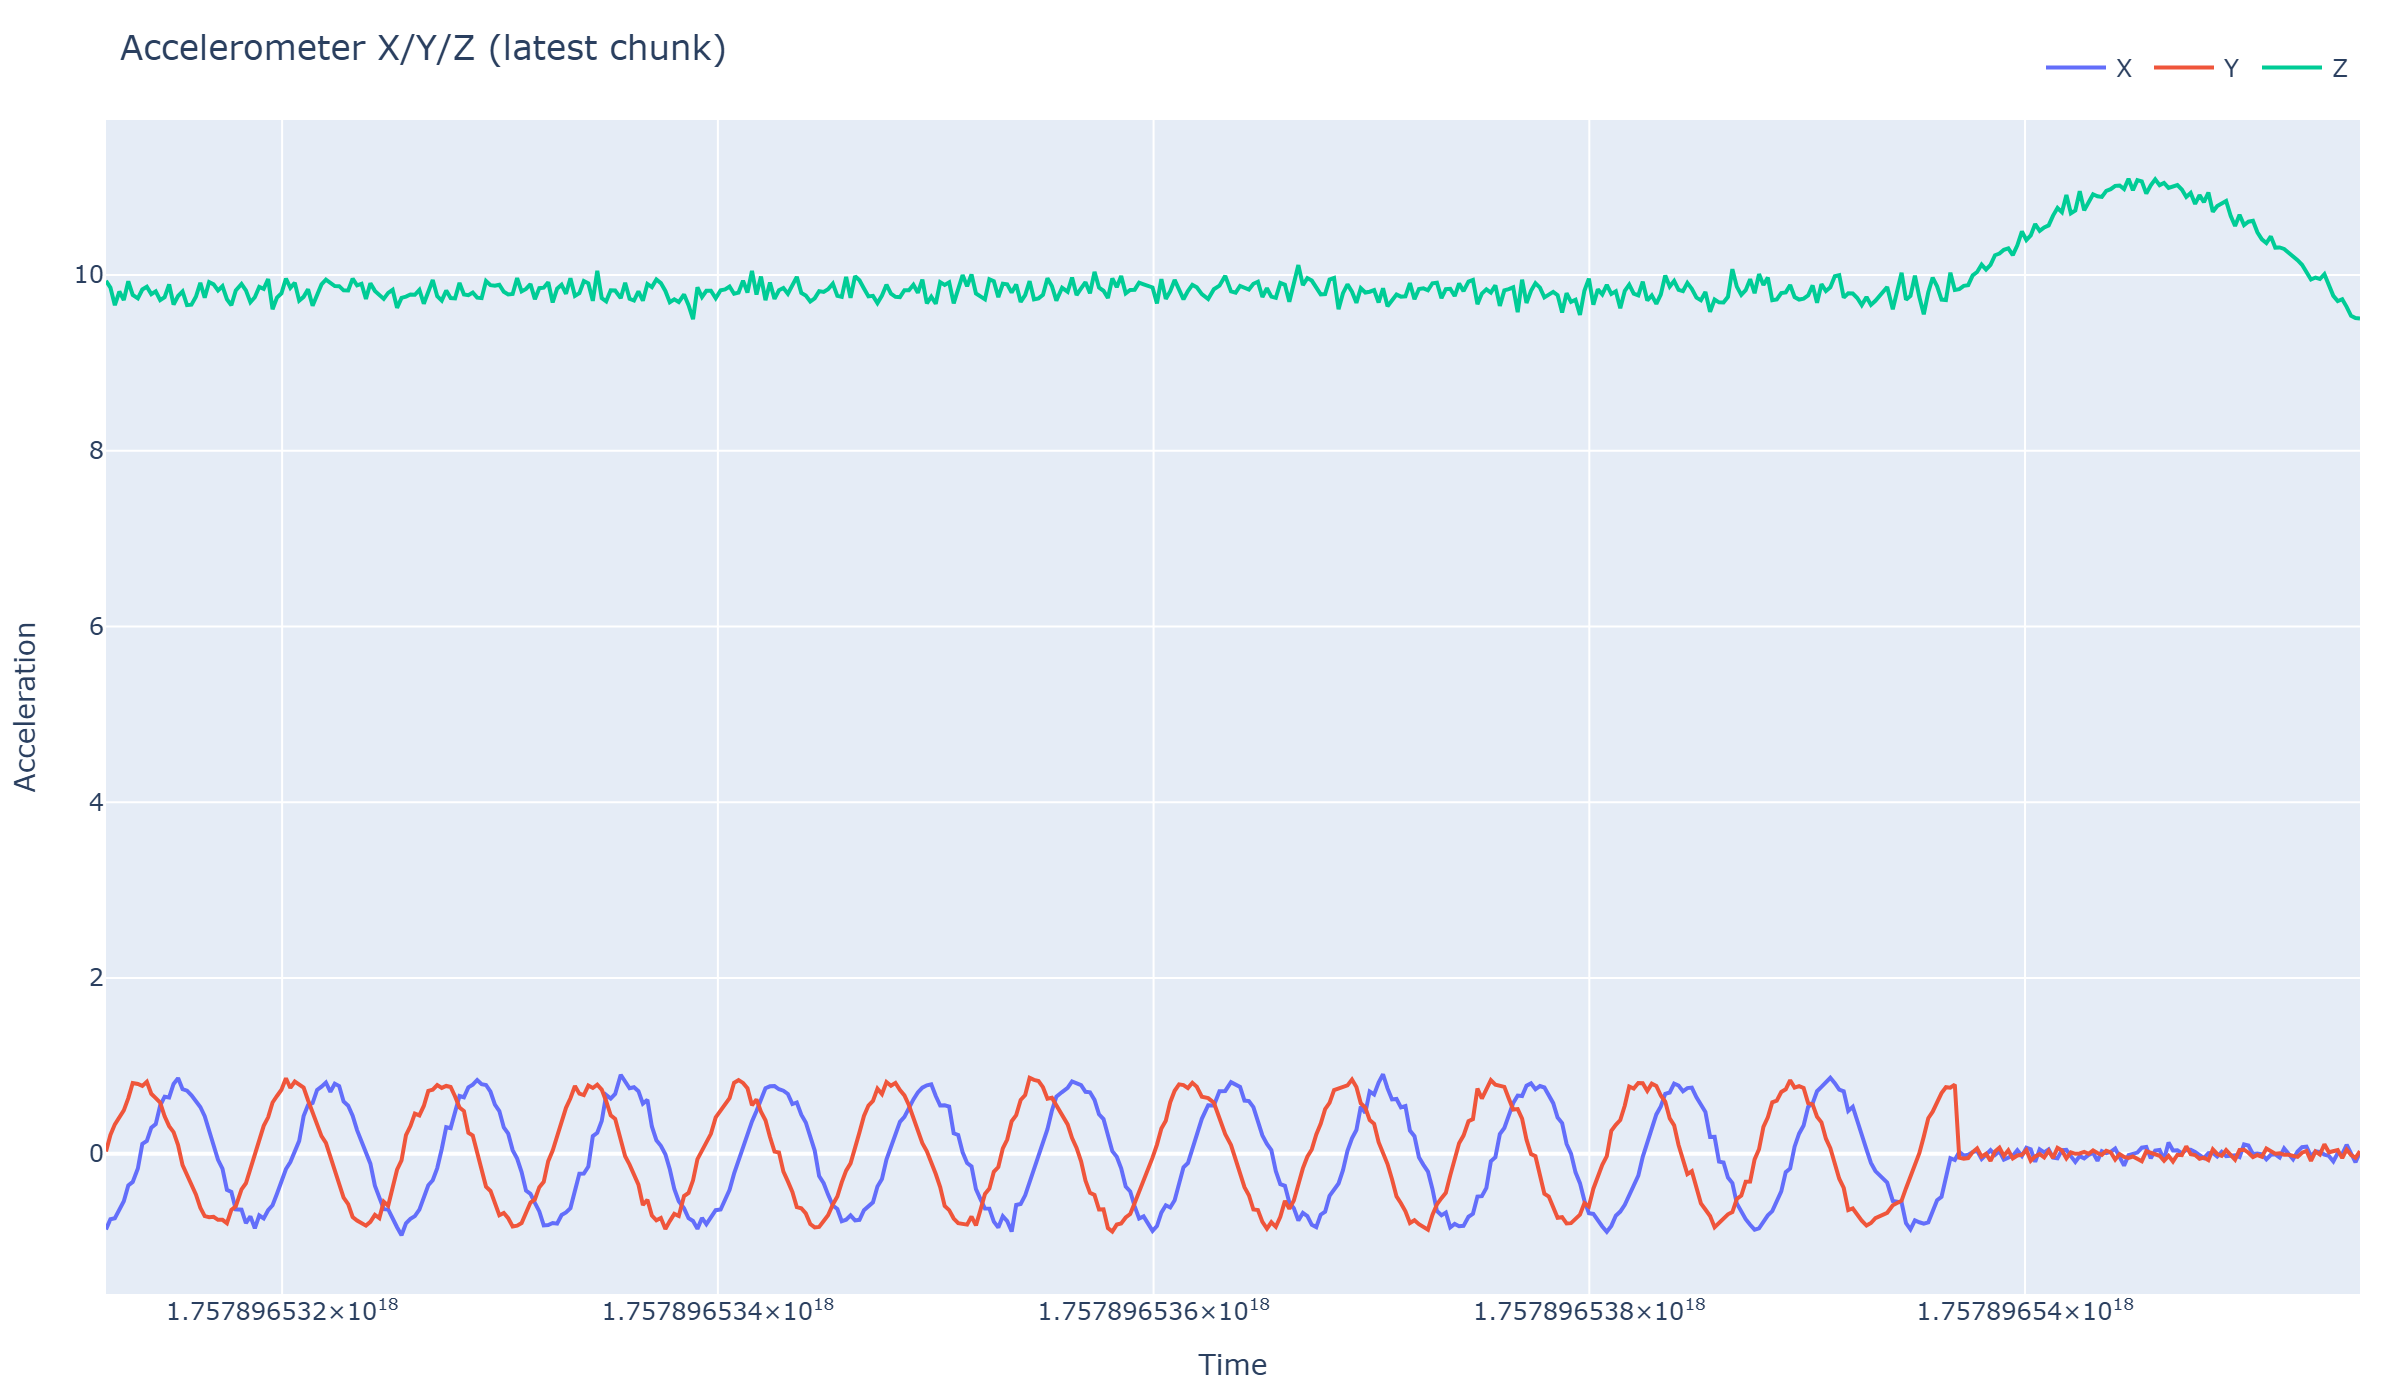 Accelerometer X/Y/Z (latest chunk)
X Y Z
10
8
6
4
2
0
Acceleration
1.757896532×10¹⁸ 1.757896534×10¹⁸ 1.757896536×10¹⁸ 1.757896538×10¹⁸ 1.75789654×10¹⁸
Time